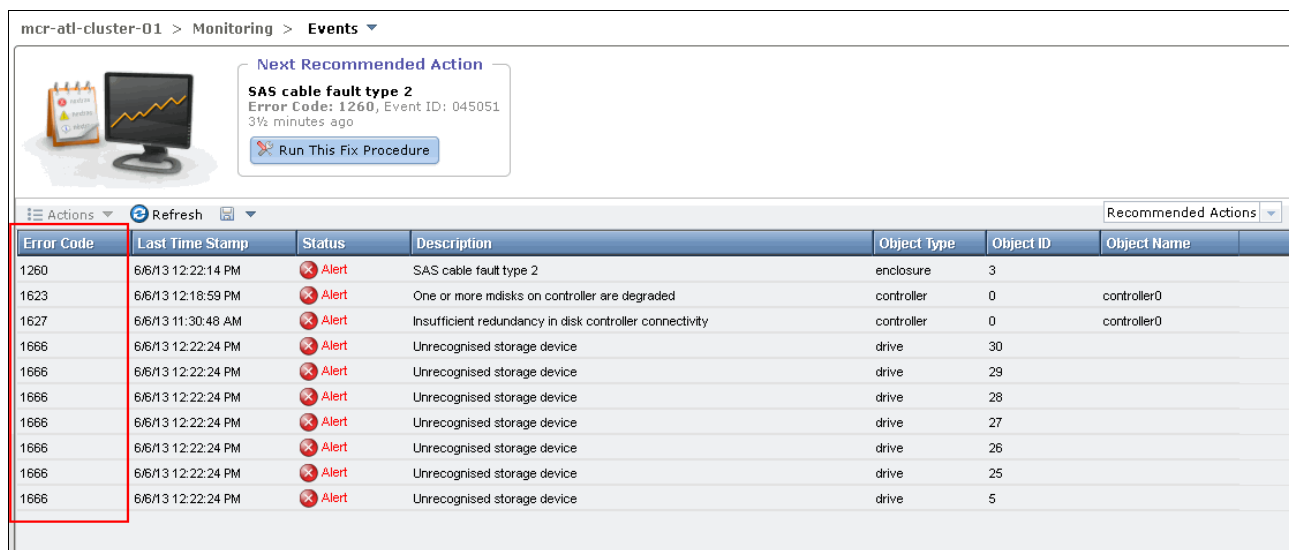 mcr-atl-cluster-01 > Monitoring > Events
Next Recommended Action
SAS cable fault type 2
Error Code: 1260, Event ID: 045051
3½ minutes ago
Run This Fix Procedure
Actions Refresh Recommended Actions
Error Code Last Time Stamp Status Description Object Type Object ID Object Name
1260 6/6/13 12:22:14 PM Alert SAS cable fault type 2 enclosure 3
1623 6/6/13 12:18:59 PM Alert One or more mdisks on controller are degraded controller 0 controller0
1627 6/6/13 11:30:48 AM Alert Insufficient redundancy in disk controller connectivity controller 0 controller0
1666 6/6/13 12:22:24 PM Alert Unrecognised storage device drive 30
1666 6/6/13 12:22:24 PM Alert Unrecognised storage device drive 29
1666 6/6/13 12:22:24 PM Alert Unrecognised storage device drive 28
1666 6/6/13 12:22:24 PM Alert Unrecognised storage device drive 27
1666 6/6/13 12:22:24 PM Alert Unrecognised storage device drive 26
1666 6/6/13 12:22:24 PM Alert Unrecognised storage device drive 25
1666 6/6/13 12:22:24 PM Alert Unrecognised storage device drive 5